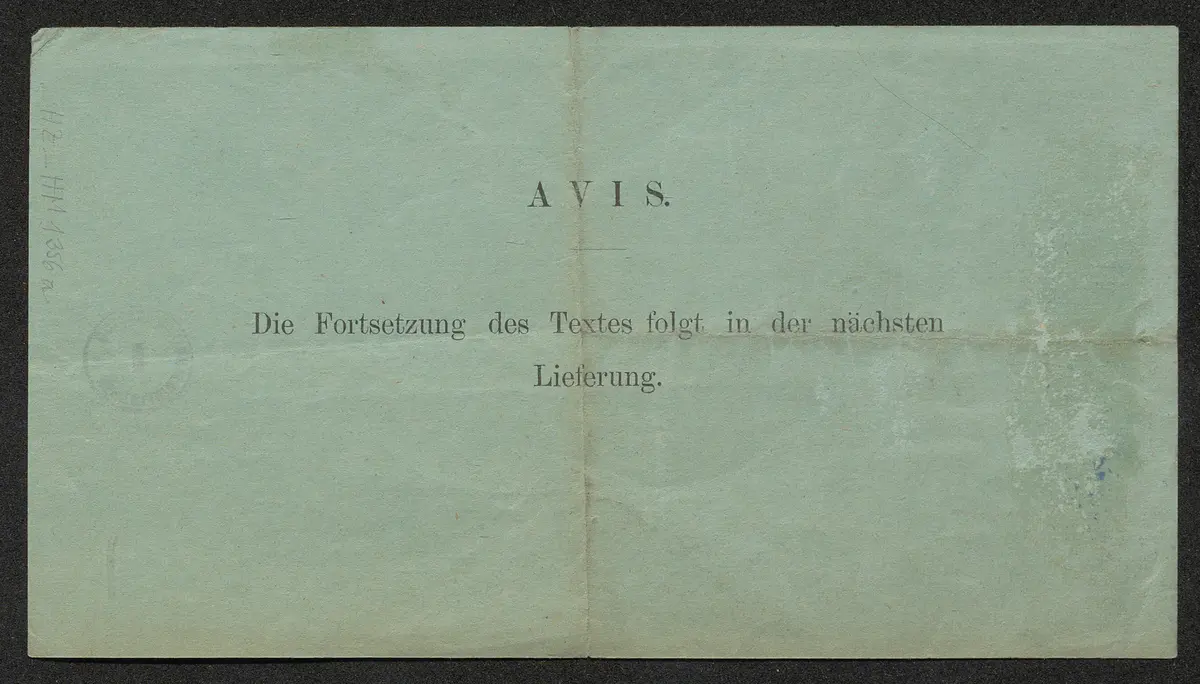 AVIS.
Die Fortsetzung des Textes folgt in der nächsten
Lieferung.